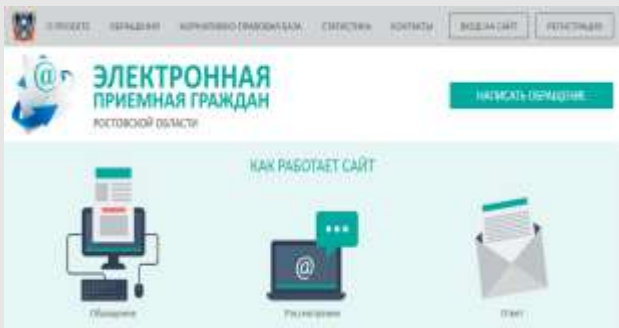 О ПРОЕКТЕ ОБРАЩЕНИЯ НОРМАТИВНО-ПРАВОВАЯ БАЗА СТАТИСТИКА КОНТАКТЫ ВХОД НА САЙТ РЕГИСТРАЦИЯ
@
ЭЛЕКТРОННАЯ
ПРИЕМНАЯ ГРАЖДАН
РОСТОВСКОЙ ОБЛАСТИ
НАПИСАТЬ ОБРАЩЕНИЕ
КАК РАБОТАЕТ САЙТ
@
Обращение Рассмотрение Ответ